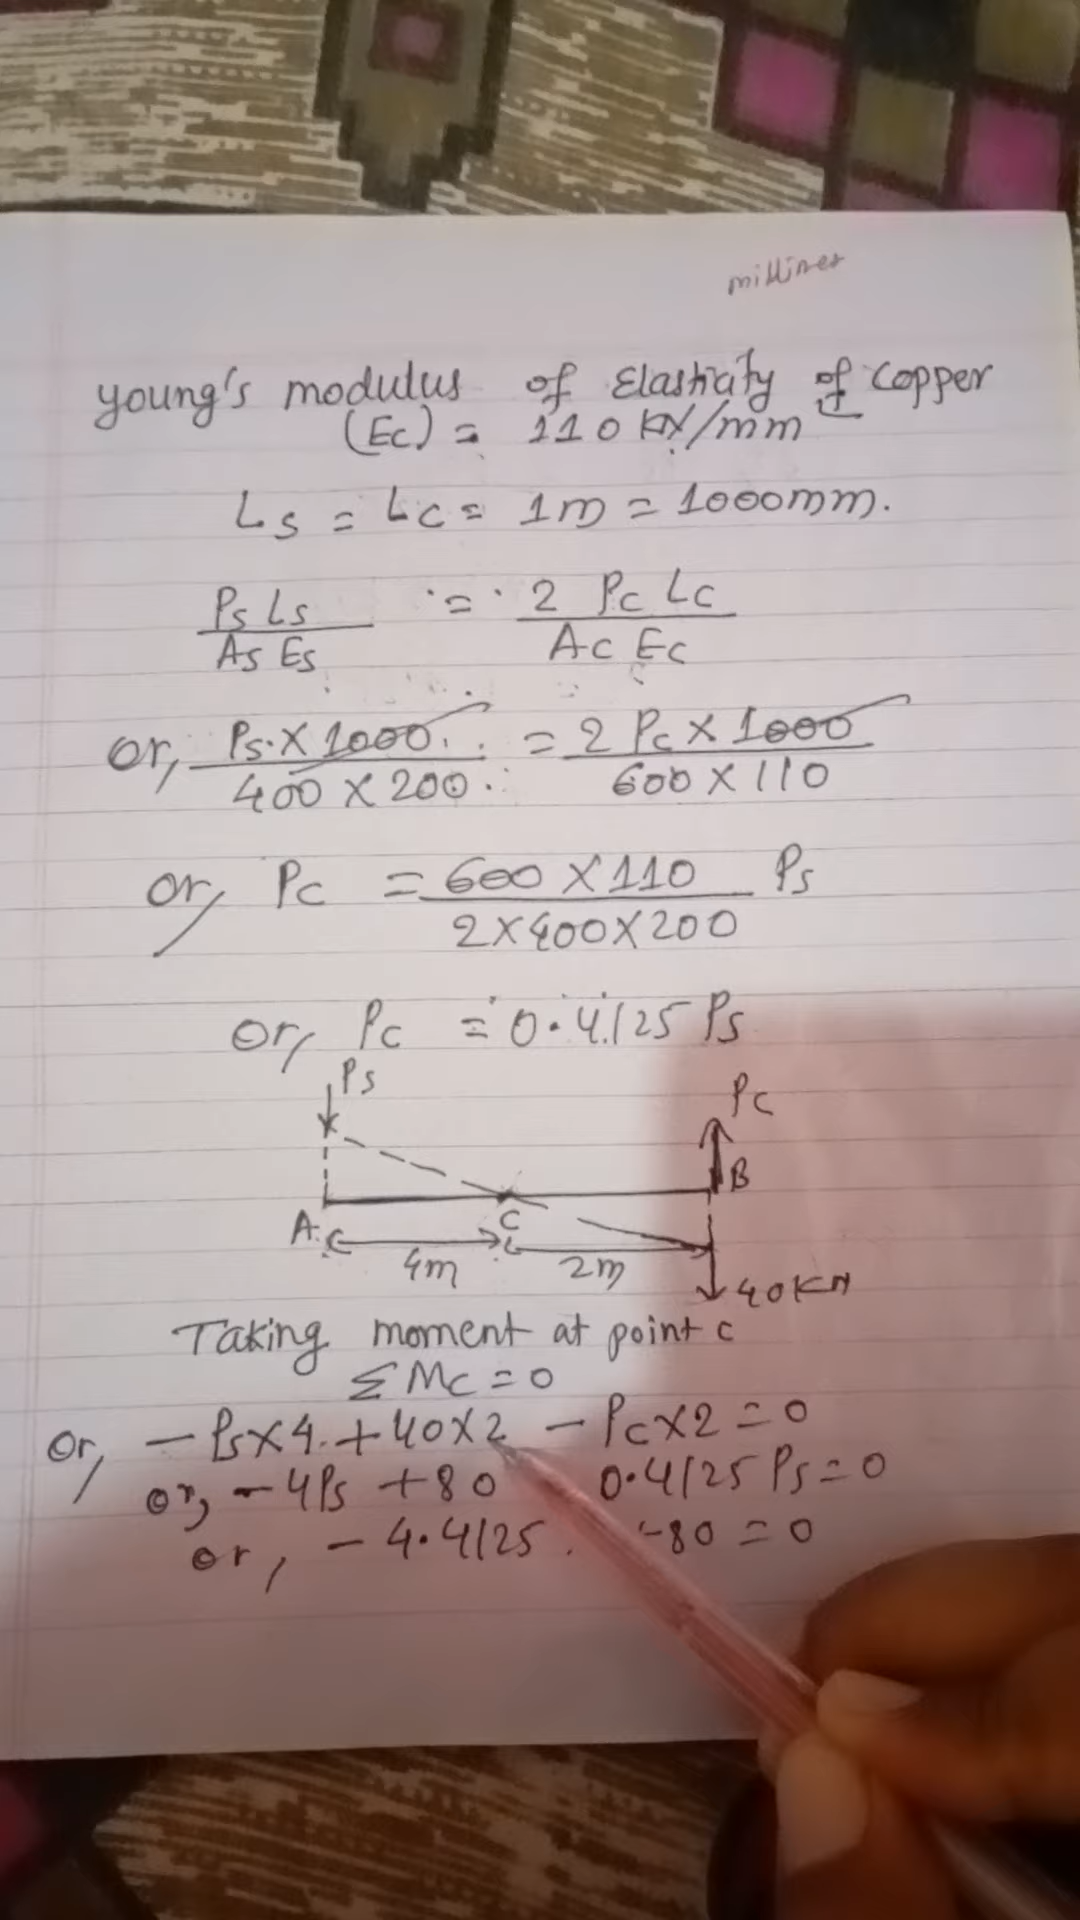 millimeter
young's modulus of Elasticity of Copper
(Ec) = 110 KN/mm
Ls = Lc = 1m = 1000mm.
Ps Ls / As Es = 2 Pc Lc / Ac Ec
or, Ps X 1000 / 400 X 200 = 2 Pc X 1000 / 600 X 110
or, Pc = 600 X 110 / 2 X 400 X 200 Ps
or, Pc = 0.4125 Ps
Ps
Pc
B
A
C
4m
2m
40KN
Taking moment at point c
ΣMc = 0
or, - Ps X 4 + 40 X 2 - Pc X 2 = 0
or, - 4Ps + 80 0.4125 Ps = 0
or, - 4.4125 80 = 0